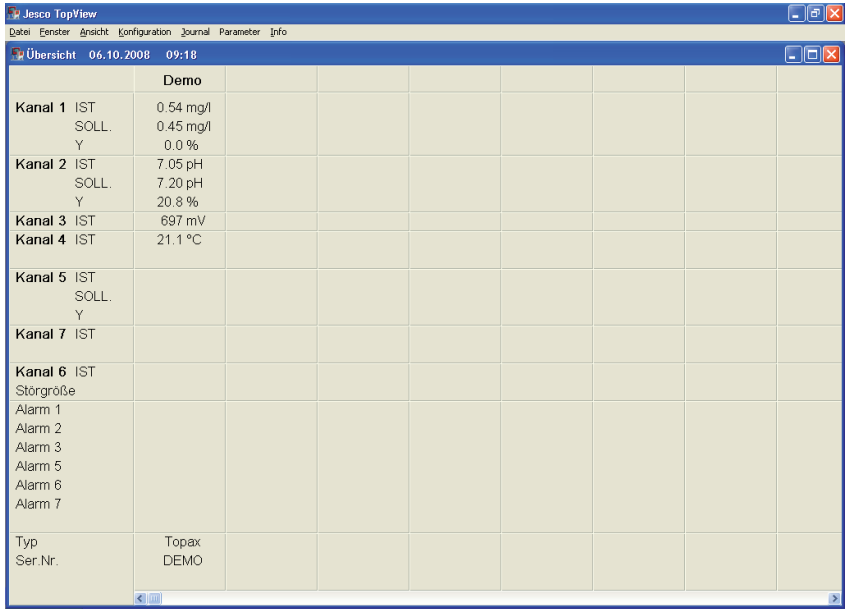 Jesco TopView
Datei Fenster Ansicht Konfiguration Journal Parameter Info
Übersicht 06.10.2008 09:18
Demo
Kanal 1 IST 0.54 mg/l
SOLL. 0.45 mg/l
Y 0.0 %
Kanal 2 IST 7.05 pH
SOLL. 7.20 pH
Y 20.8 %
Kanal 3 IST 697 mV
Kanal 4 IST 21.1 °C
Kanal 5 IST
SOLL.
Y
Kanal 7 IST
Kanal 6 IST
Störgröße
Alarm 1
Alarm 2
Alarm 3
Alarm 5
Alarm 6
Alarm 7
Typ Topax
Ser.Nr. DEMO